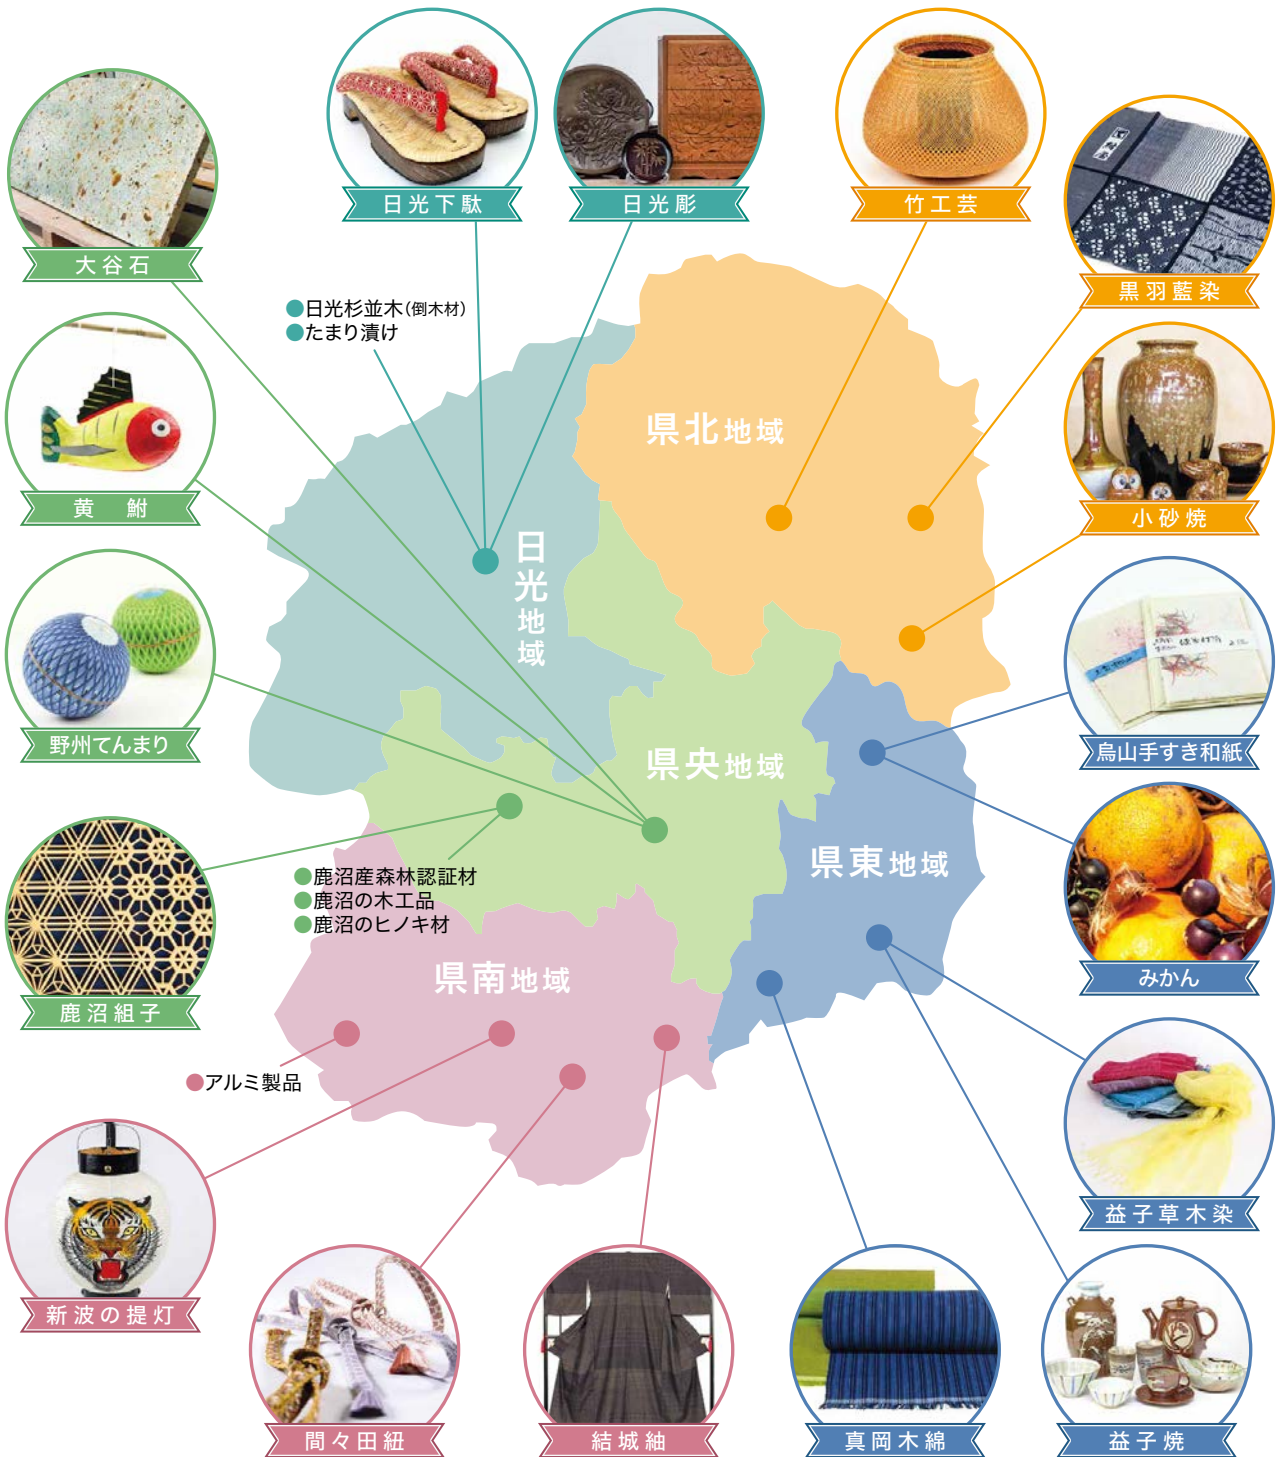 日光下駄
日光彫
竹工芸
大谷石
黒羽藍染
●日光杉並木(倒木材)
●たまり漬け
黄鮒
県北地域
小砂焼
日光地域
野州てんまり
県央地域
烏山手すき和紙
県東地域
●鹿沼産森林認証材
●鹿沼の木工品
●鹿沼のヒノキ材
鹿沼組子
県南地域
みかん
●アルミ製品
益子草木染
新波の提灯
間々田紐
結城紬
真岡木綿
益子焼